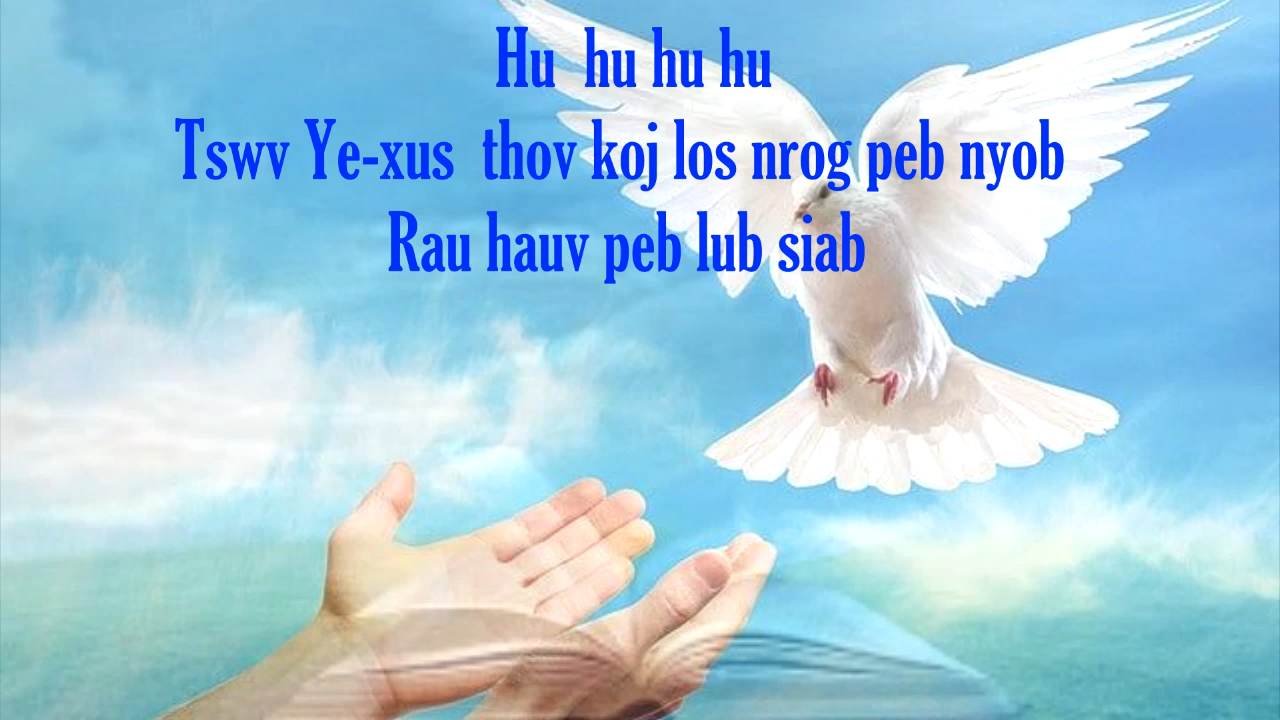 Hu  hu hu hu
Tswv Ye-xus  thov koj los nrog peb nyob
Rau hauv peb lub siab